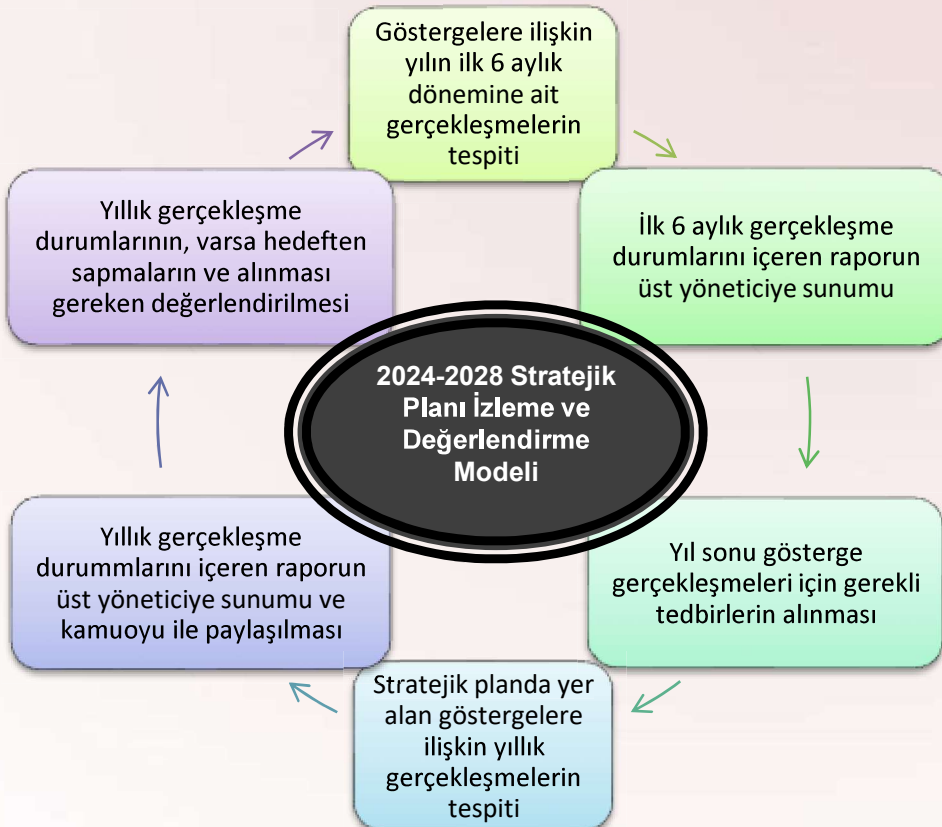 Göstergelere ilişkin
yılın ilk 6 aylık
dönemine ait
gerçekleşmelerin
tespiti
İlk 6 aylık gerçekleşme
durumlarını içeren raporun
üst yöneticiye sunumu
Yıl sonu gösterge
gerçekleşmeleri için gerekli
tedbirlerin alınması
Stratejik planda yer
alan göstergelere
ilişkin yıllık
gerçekleşmelerin
tespiti
Yıllık gerçekleşme
durummlarını içeren raporun
üst yöneticiye sunumu ve
kamuoyu ile paylaşılması
Yıllık gerçekleşme
durumlarının, varsa hedeften
sapmaların ve alınması
gereken değerlendirilmesi
2024-2028 Stratejik
Planı İzleme ve
Değerlendirme
Modeli